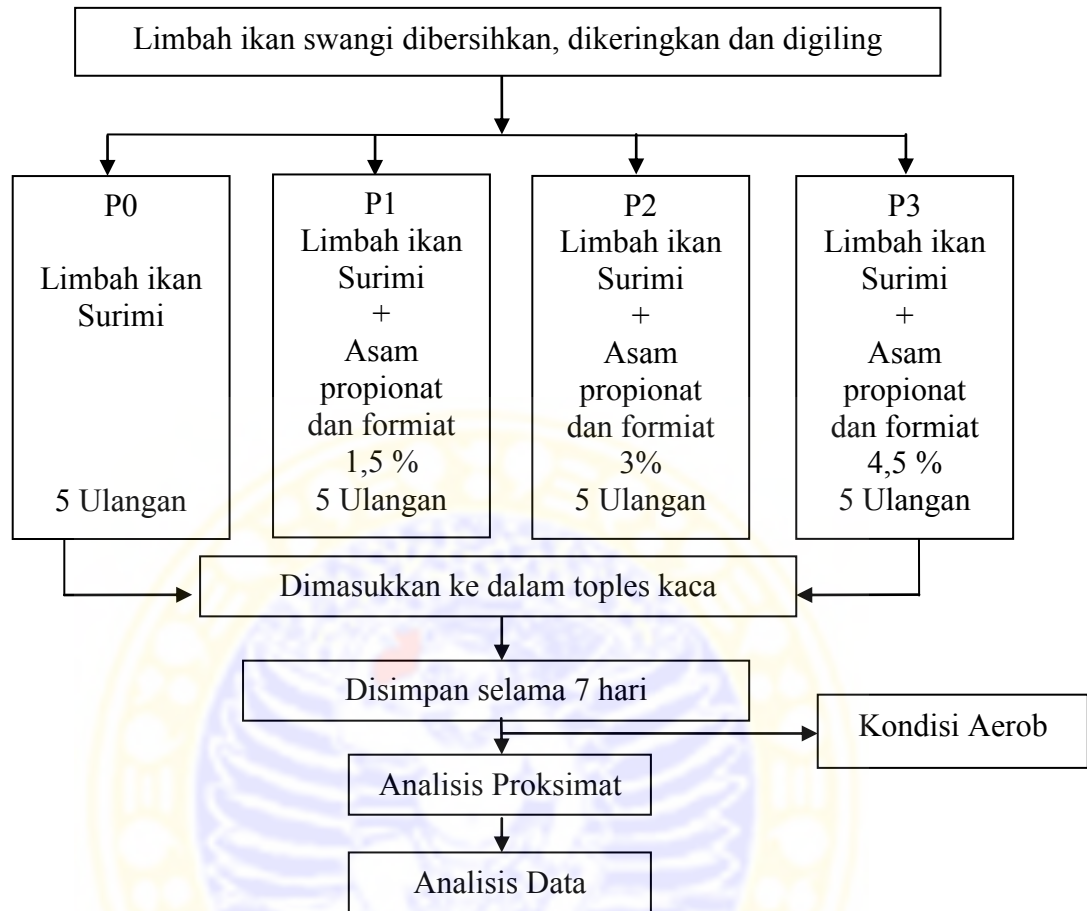 Limbah ikan swangi dibersihkan, dikeringkan dan digiling
P0
Limbah ikan
Surimi
5 Ulangan
P1
Limbah ikan
Surimi
+
Asam
propionat
dan formiat
1,5 %
5 Ulangan
P2
Limbah ikan
Surimi
+
Asam
propionat
dan formiat
3%
5 Ulangan
P3
Limbah ikan
Surimi
+
Asam
propionat
dan formiat
4,5 %
5 Ulangan
Dimasukkan ke dalam toples kaca
Disimpan selama 7 hari
Kondisi Aerob
Analisis Proksimat
Analisis Data